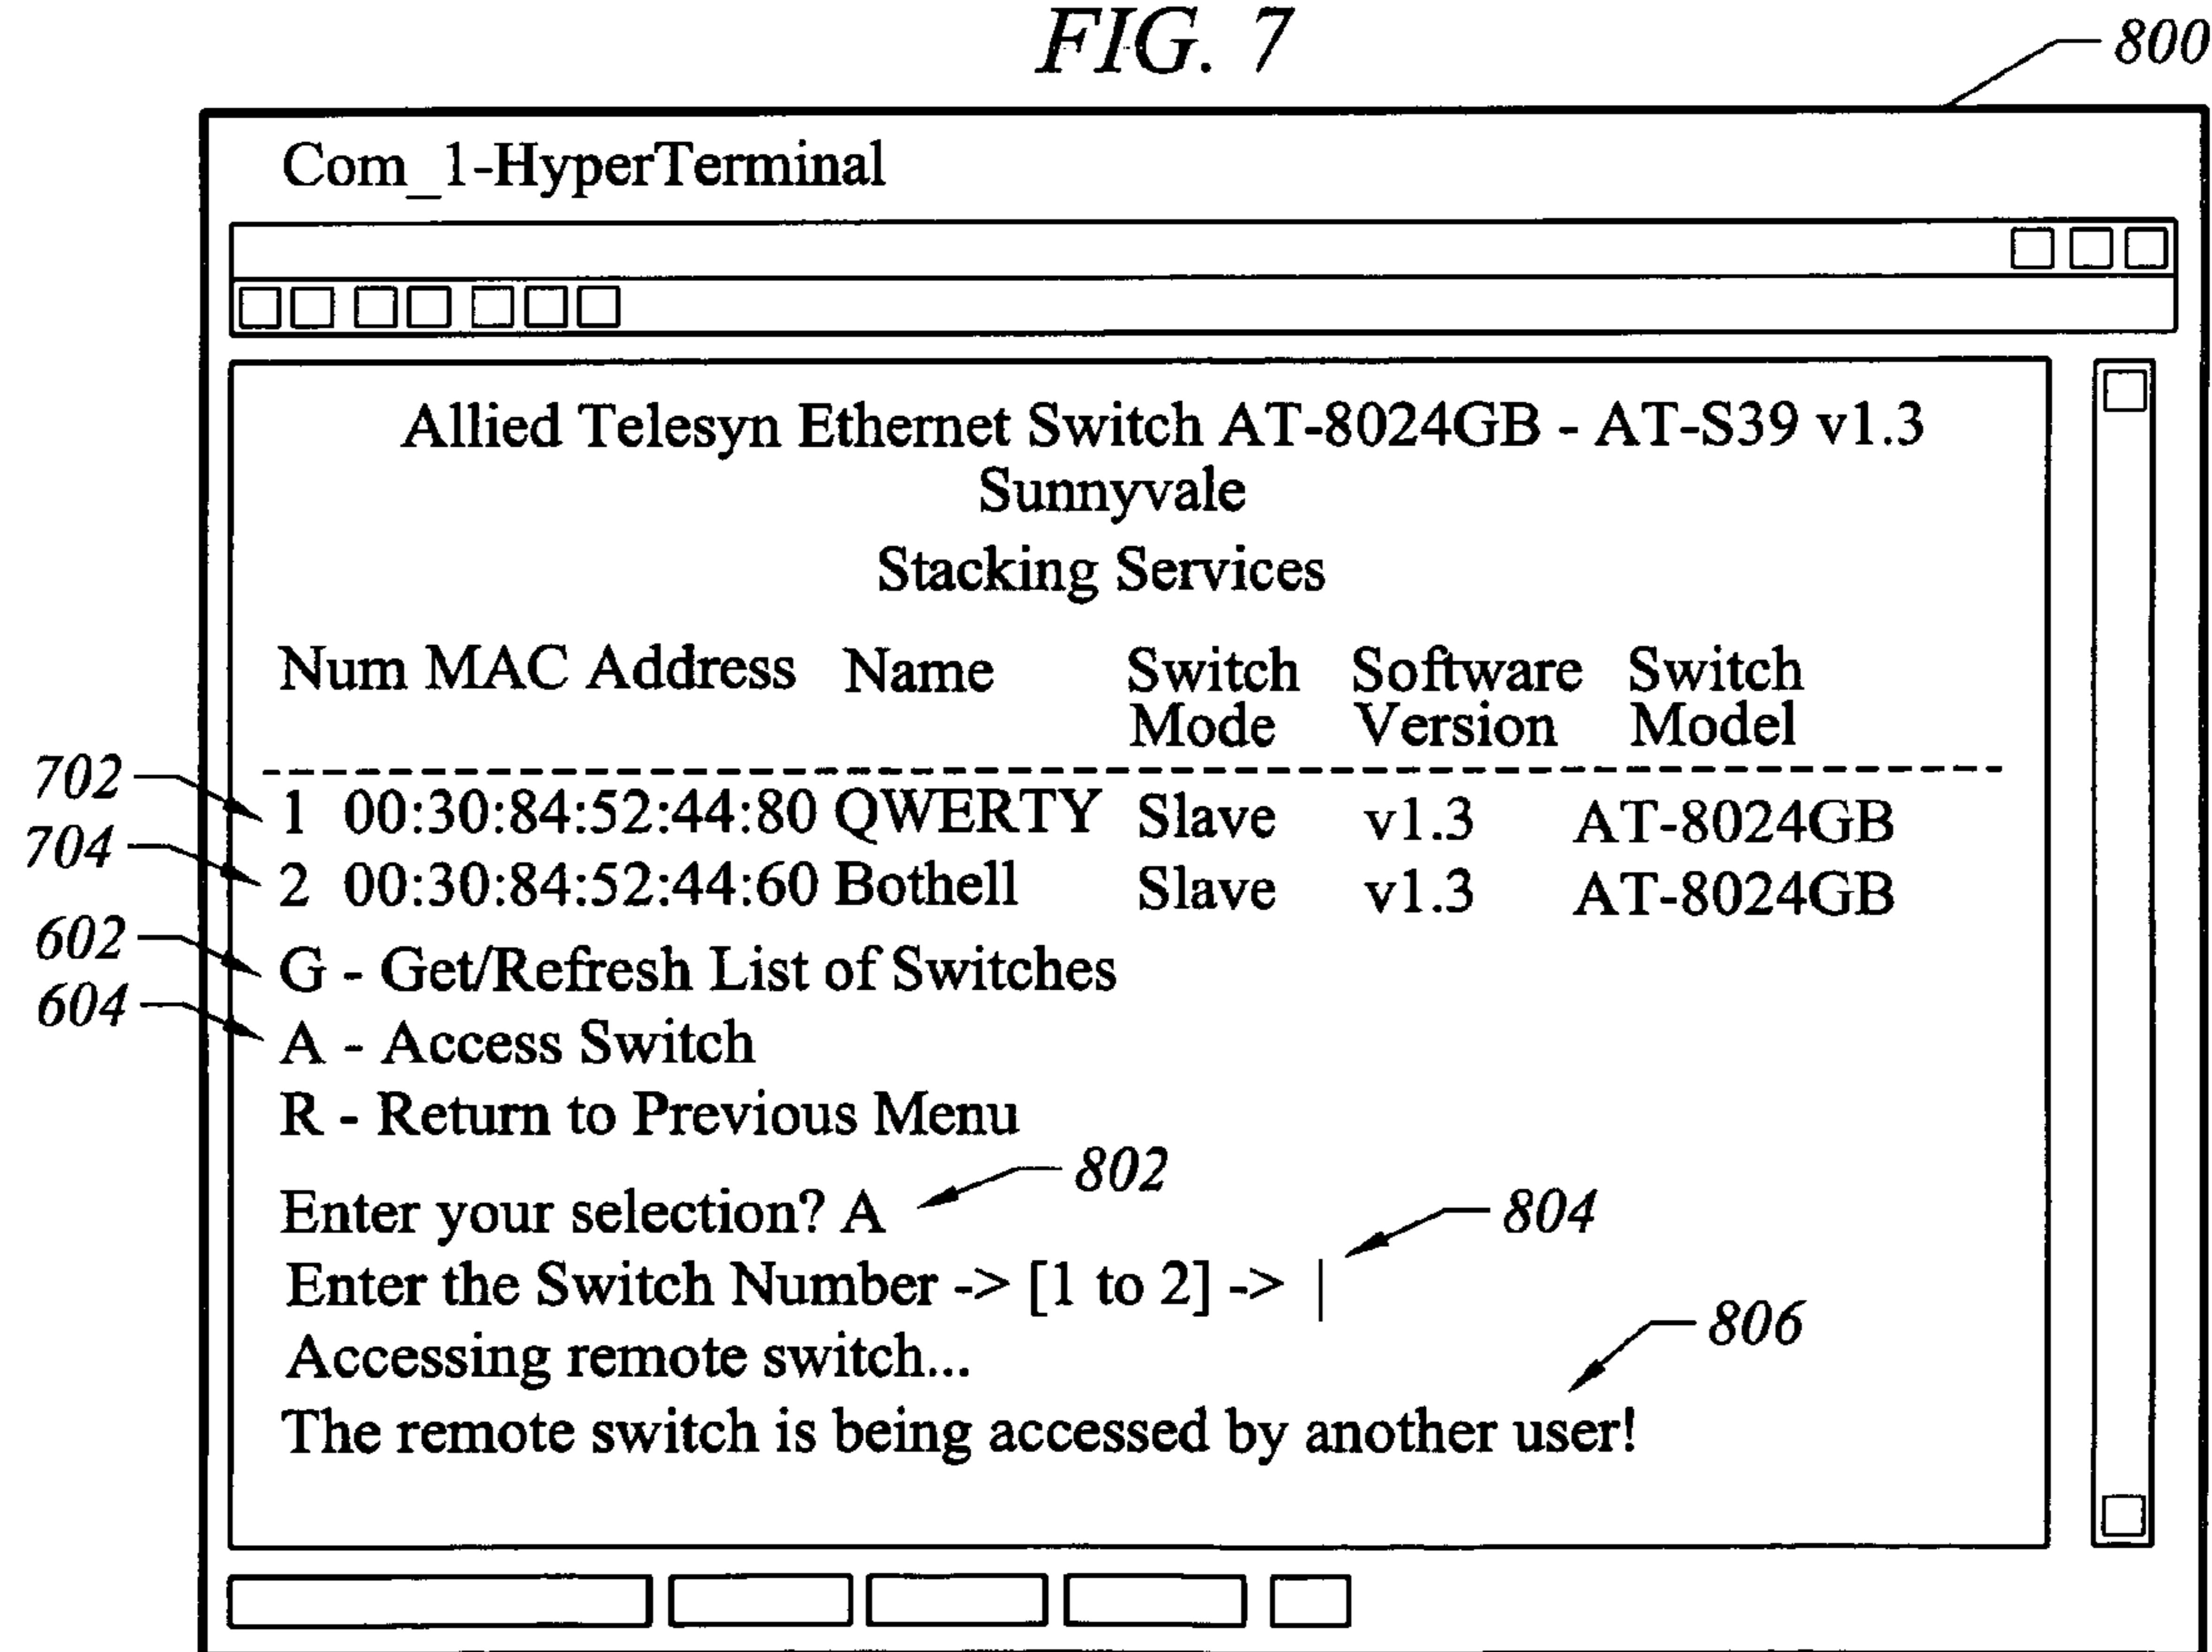 FIG. 7
800
Com_1-HyperTerminal
Allied Telesyn Ethernet Switch AT-8024GB - AT-S39 v1.3
Sunnyvale
Stacking Services
Num MAC Address Name Switch Mode Software Version Switch Model
702
1 00:30:84:52:44:80 QWERTY Slave v1.3 AT-8024GB
704
2 00:30:84:52:44:60 Bothell Slave v1.3 AT-8024GB
602
G - Get/Refresh List of Switches
604
A - Access Switch
R - Return to Previous Menu
802
Enter your selection? A
804
Enter the Switch Number -> [1 to 2] -> |
806
Accessing remote switch...
The remote switch is being accessed by another user!